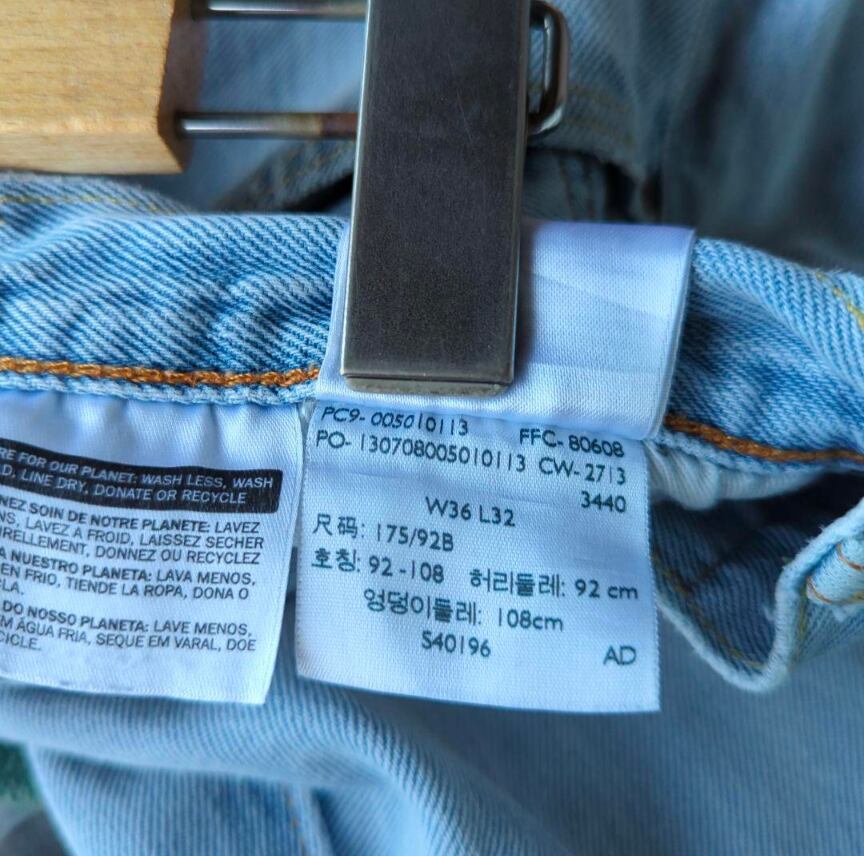 RE FOR OUR PLANET: WASH LESS, WASH
D, LINE DRY, DONATE OR RECYCLE
NEZ SOIN DE NOTRE PLANETE: LAVEZ
NS, LAVEZ A FROID, LAISSEZ SECHER
URELLEMENT, DONNEZ OU RECYCLEZ
A NUESTRO PLANETA: LAVA MENOS,
EN FRIO, TIENDE LA ROPA, DONA O
CLA.
DO NOSSO PLANETA: LAVE MENOS,
M ÁGUA FRIA, SEQUE EM VARAL, DOE
CICLE.
PC9- 005010113 FFC- 80608
PO- 130708005010113 CW-2713
3440
W36 L32
尺码: 175/92B
호칭: 92 -108 허리둘레: 92 cm
엉덩이둘레: 108cm
S40196 AD